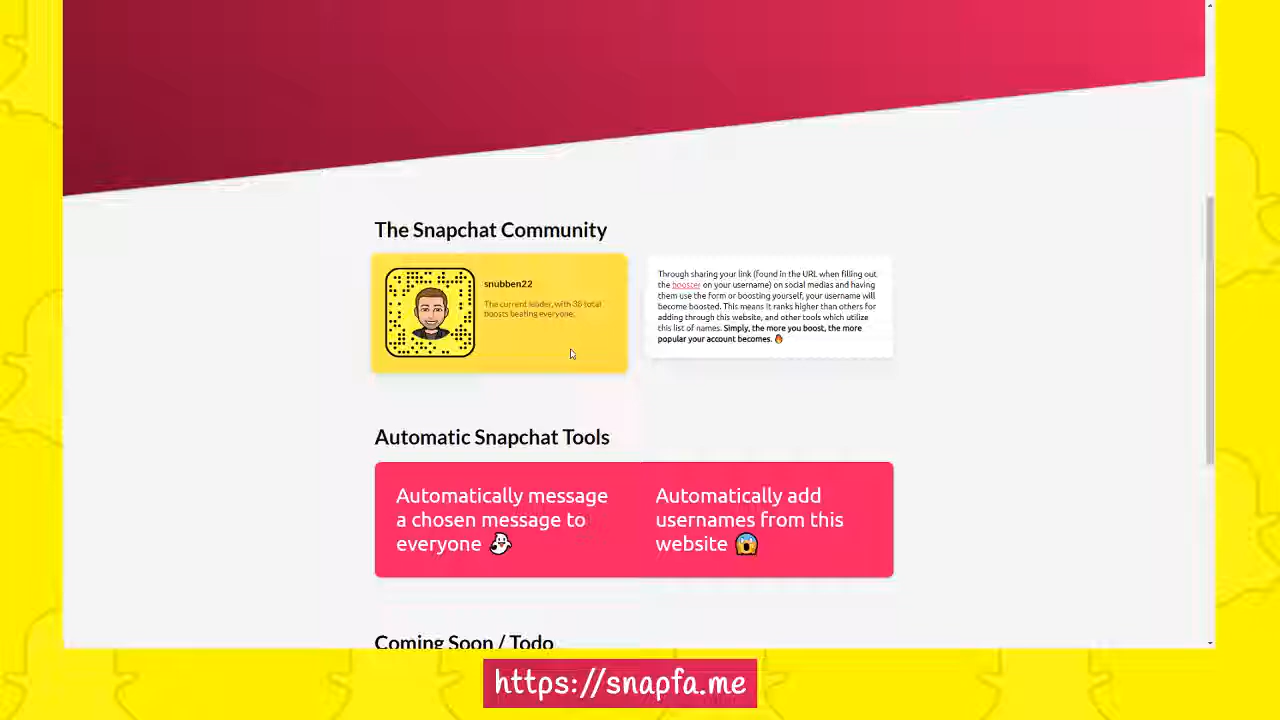 The Snapchat Community
snubben22
The current leader, with 36 total
boosts beating everyone.
Through sharing your link (found in the URL when filling out
the booster on your username) on social medias and having
them use the form or boosting yourself, your username will
become boosted. This means it ranks higher than others for
adding through this website, and other tools which utilize
this list of names. Simply, the more you boost, the more
popular your account becomes. 🔥
Automatic Snapchat Tools
Automatically message
a chosen message to
everyone 👻
Automatically add
usernames from this
website 😱
Coming Soon / Todo
https://snapfa.me